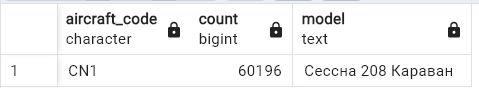 aircraft_code count model
character bigint text
1 CN1 60196 Сессна 208 Караван